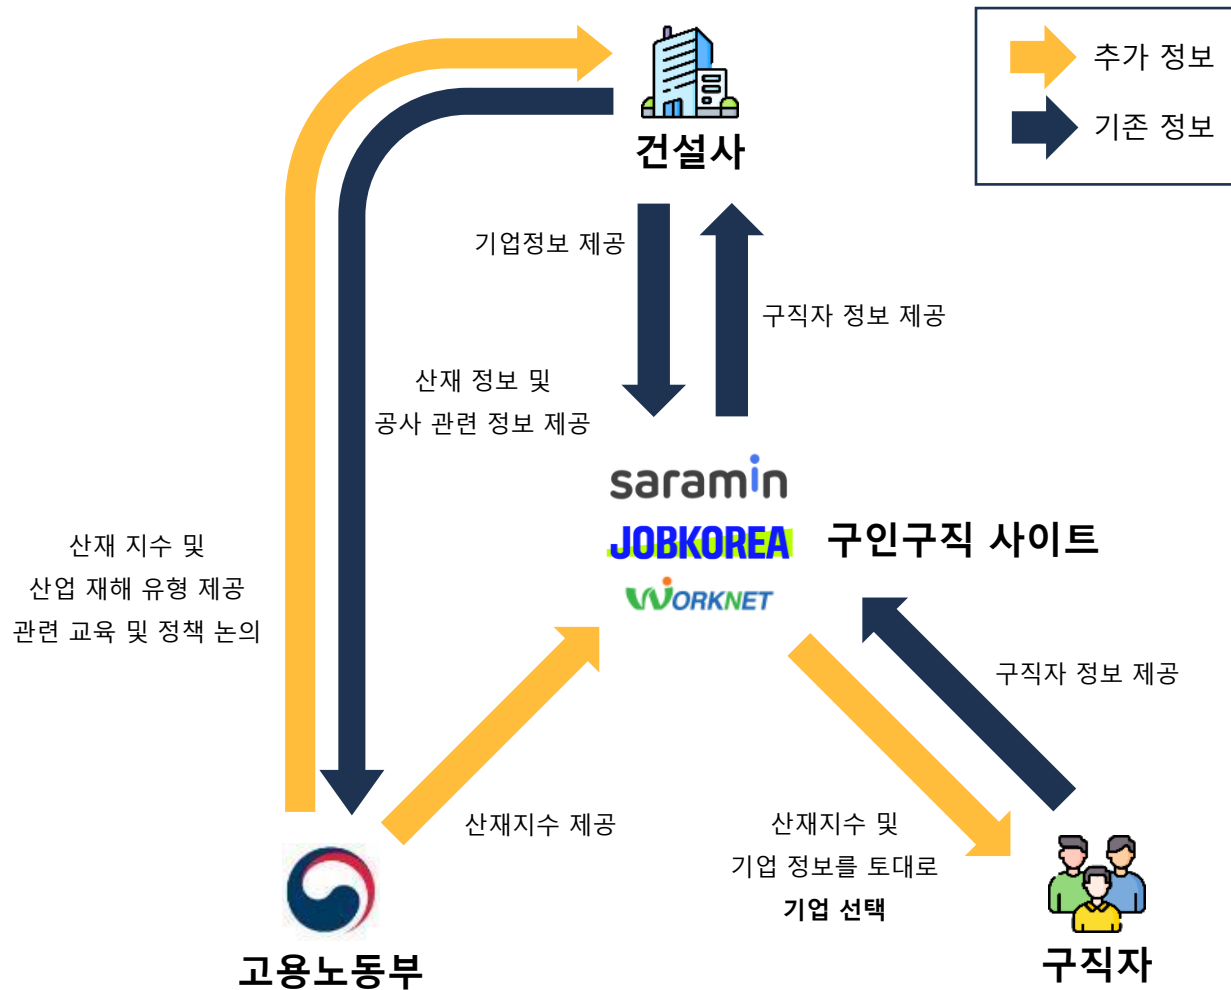 추가 정보
기존 정보
건설사
기업정보 제공
구직자 정보 제공
산재 정보 및
공사 관련 정보 제공
saramin
JOBKOREA
WORKNET
구인구직 사이트
산재 지수 및
산업 재해 유형 제공
관련 교육 및 정책 논의
구직자 정보 제공
산재지수 제공
산재지수 및
기업 정보를 토대로
기업 선택
고용노동부
구직자